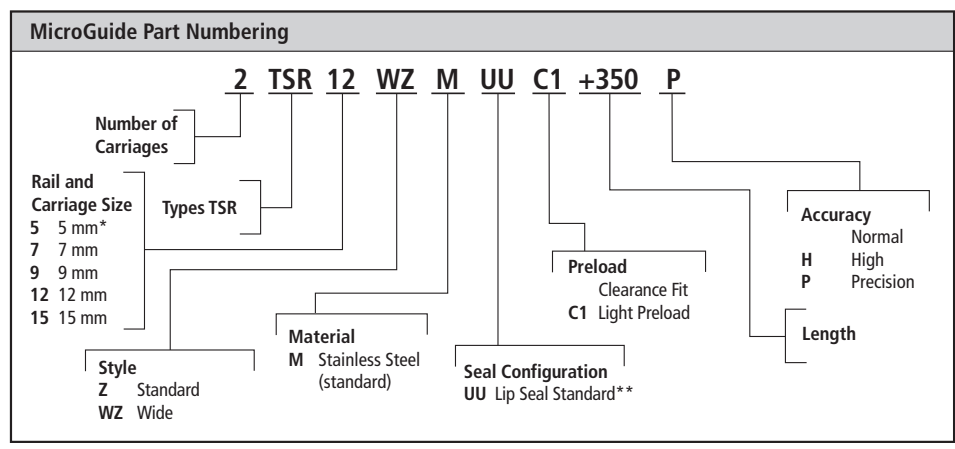 MicroGuide Part Numbering
2 TSR 12 WZ M UU C1 +350 P
Number of
Carriages
Rail and
Carriage Size
5 5 mm*
7 7 mm
9 9 mm
12 12 mm
15 15 mm
Types TSR
Style
Z Standard
WZ Wide
Material
M Stainless Steel
(standard)
Seal Configuration
UU Lip Seal Standard**
Preload
Clearance Fit
C1 Light Preload
Accuracy
Normal
H High
P Precision
Length